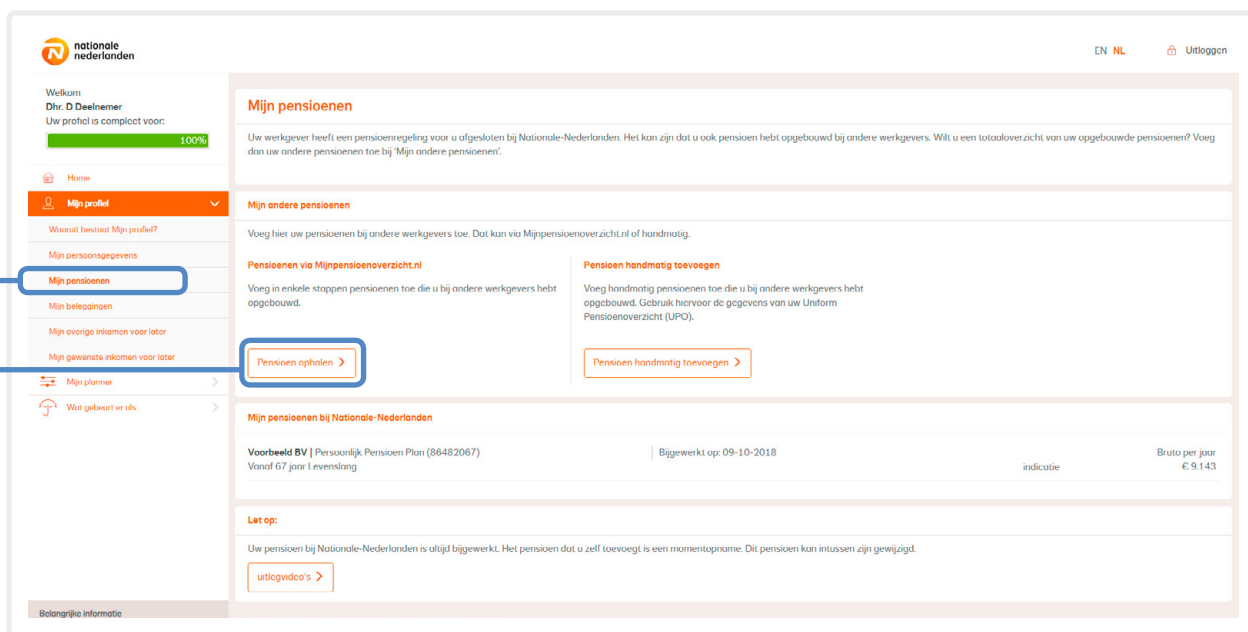 nationale
nederlanden
EN NL
Uitloggen
Welkom
Dhr. D Deelnemer
Uw profiel is compleet voor:
100%
Home
Mijn profiel
Waaruit bestaat Mijn profiel?
Mijn persoonsgegevens
Mijn pensioenen
Mijn beleggingen
Mijn overige inkomen voor later
Mijn gewenste inkomen voor later
Mijn planner
Wat gebeurt er als
Belangrijke informatie
Mijn pensioenen
Uw werkgever heeft een pensioenregeling voor u afgesloten bij Nationale-Nederlanden. Het kan zijn dat u ook pensioen hebt opgebouwd bij andere werkgevers. Wilt u een totaaloverzicht van uw opgebouwde pensioenen? Voeg
dan uw andere pensioenen toe bij 'Mijn andere pensioenen'.
Mijn andere pensioenen
Voeg hier uw pensioenen bij andere werkgevers toe. Dat kan via Mijnpensioenoverzicht.nl of handmatig.
Pensioenen via Mijnpensioenoverzicht.nl
Voeg in enkele stappen pensioenen toe die u bij andere werkgevers hebt
opgebouwd.
Pensioen ophalen
Pensioen handmatig toevoegen
Voeg handmatig pensioenen toe die u bij andere werkgevers hebt
opgebouwd. Gebruik hiervoor de gegevens van uw Uniform
Pensioenoverzicht (UPO).
Pensioen handmatig toevoegen
Mijn pensioenen bij Nationale-Nederlanden
Voorbeeld BV | Persoonlijk Pensioen Plan (86482067)
Bijgewerkt op: 09-10-2018
Bruto per jaar
Vanaf 67 jaar Levenslang
indicatie
€ 9.143
Let op:
Uw pensioen bij Nationale-Nederlanden is altijd bijgewerkt. Het pensioen dat u zelf toevoegt is een momentopname. Dit pensioen kan intussen zijn gewijzigd.
uitlegvideo's